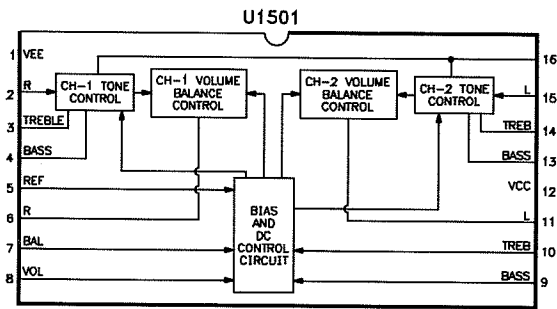 U1501
1 VEE
16
2 R
CH-1 TONE
CONTROL
CH-1 VOLUME
BALANCE
CONTROL
CH-2 VOLUME
BALANCE
CONTROL
CH-2 TONE
CONTROL
L 15
3 TREBLE
TREB 14
4 BASS
BASS 13
5 REF
VCC 12
6 R
L 11
BIAS
AND
DC
CONTROL
CIRCUIT
7 BAL
TREB 10
8 VOL
BASS 9